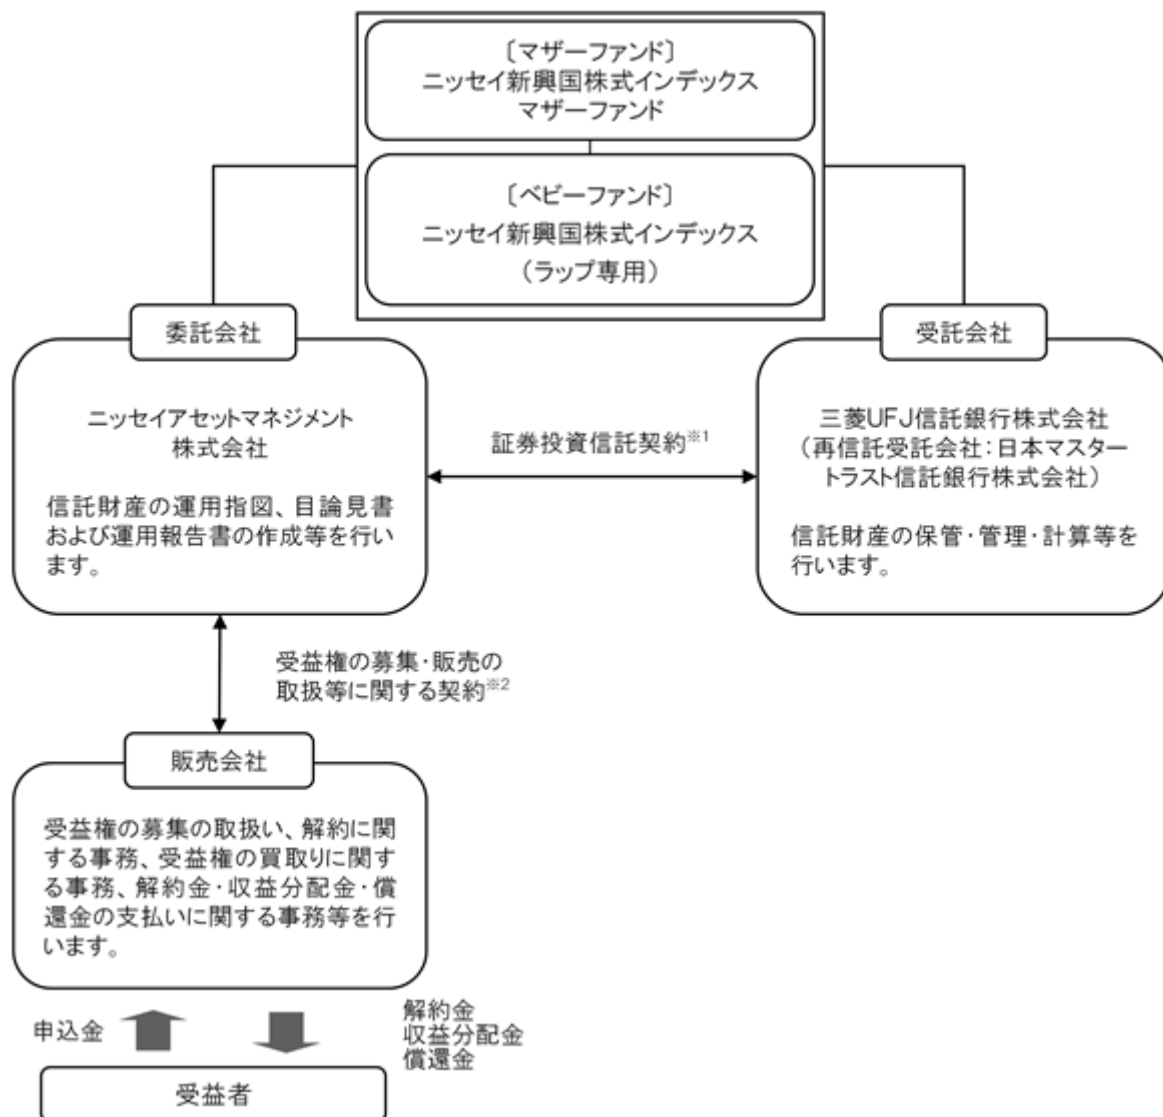 〔マザーファンド〕
ニッセイ新興国株式インデックス
マザーファンド
〔ベビーファンド〕
ニッセイ新興国株式インデックス
（ラップ専用）
委託会社
ニッセイアセットマネジメント
株式会社
信託財産の運用指図、目論見書
および運用報告書の作成等を行い
ます。
証券投資信託契約※1
受託会社
三菱UFJ信託銀行株式会社
（再信託受託会社：日本マスター
トラスト信託銀行株式会社）
信託財産の保管・管理・計算等を
行います。
受益権の募集・販売の
取扱等に関する契約※2
販売会社
受益権の募集の取扱い、解約に関
する事務、受益権の買取りに関す
る事務、解約金・収益分配金・償
還金の支払いに関する事務等を行
います。
申込金
解約金
収益分配金
償還金
受益者